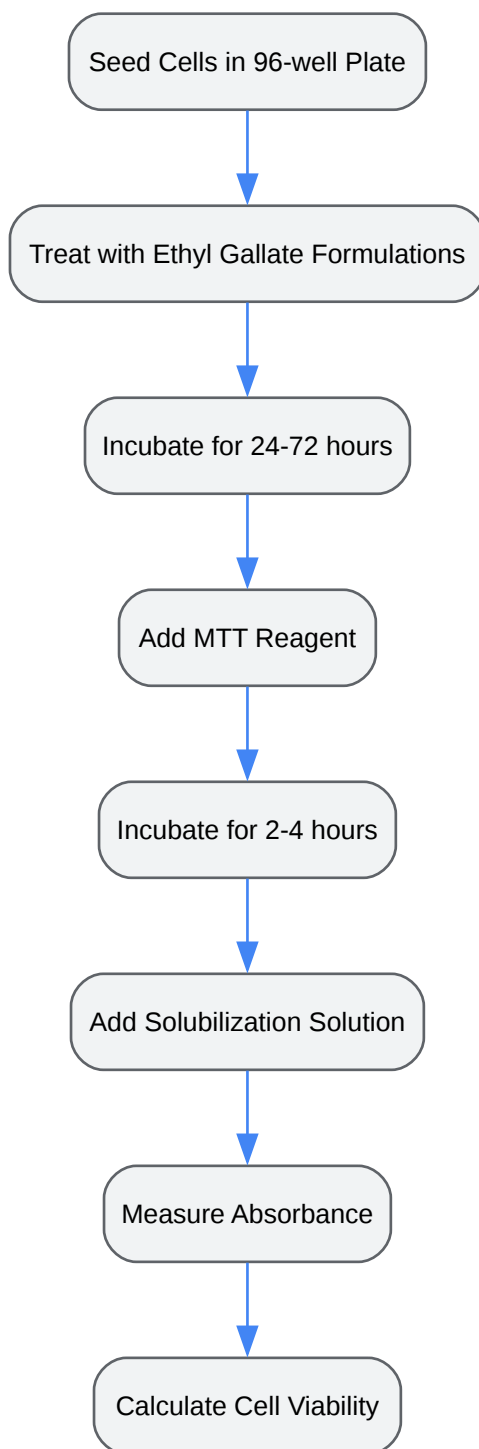 Seed Cells in 96-well Plate
Treat with Ethyl Gallate Formulations
Incubate for 24-72 hours
Add MTT Reagent
Incubate for 2-4 hours
Add Solubilization Solution
Measure Absorbance
Calculate Cell Viability